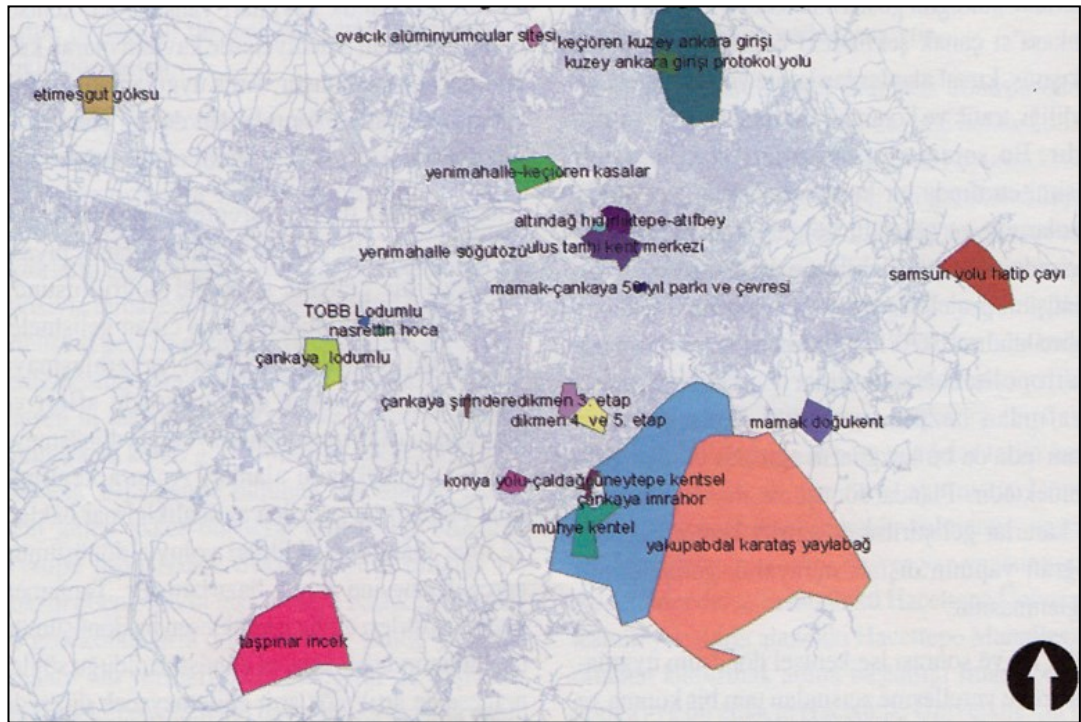 ovacık alüminyumcular sitesi
keçiören kuzey ankara girişi
kuzey ankara girişi protokol yolu
etimesgut göksu
yenimahalle-keçiören kasalar
altındağ hıdırlıktepe-atıfbey
yenimahalle söğütözü
ulus tarihi kent merkezi
samsun yolu hatip çayı
mamak-çankaya 50. yıl parkı ve çevresi
TOBB Lodumlu
nasrettin hoca
çankaya lodumlu
çankaya şirindere
dikmen 3. etap
dikmen 4. ve 5. etap
mamak doğukent
konya yolu-çaldağ
güneytepe kentsel
çankaya imrahor
mühye kentel
yakupabdal karataş yaylabağ
taşpınar incek